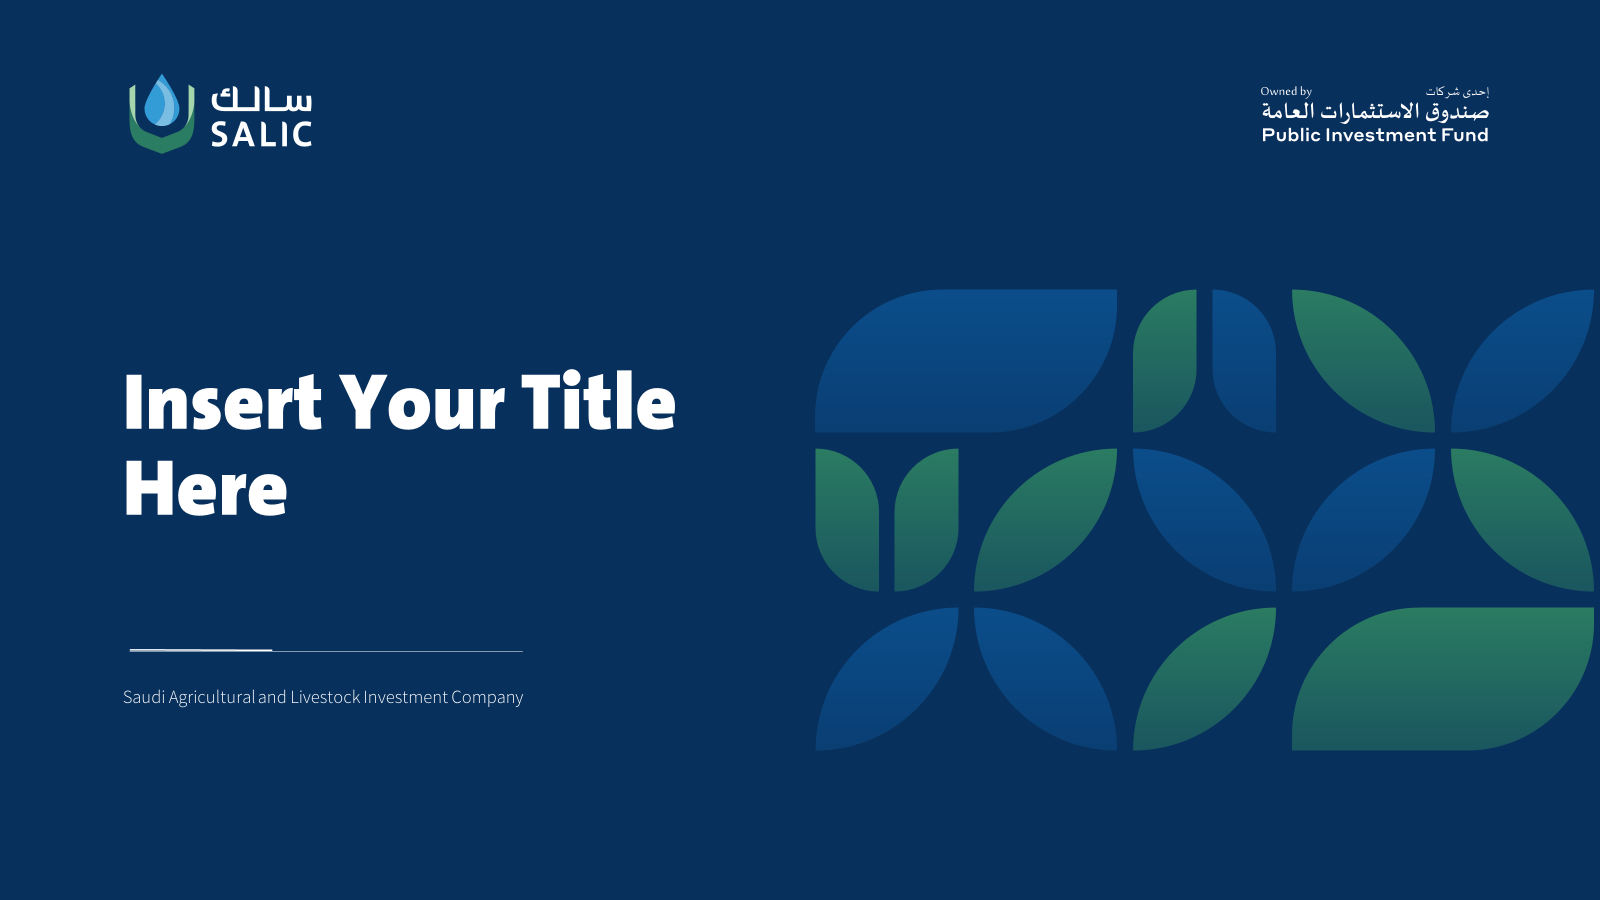 سالك
SALIC
Owned by
إحدى شركات
صندوق الاستثمارات العامة
Public Investment Fund
Insert Your Title
Here
Saudi Agricultural and Livestock Investment Company